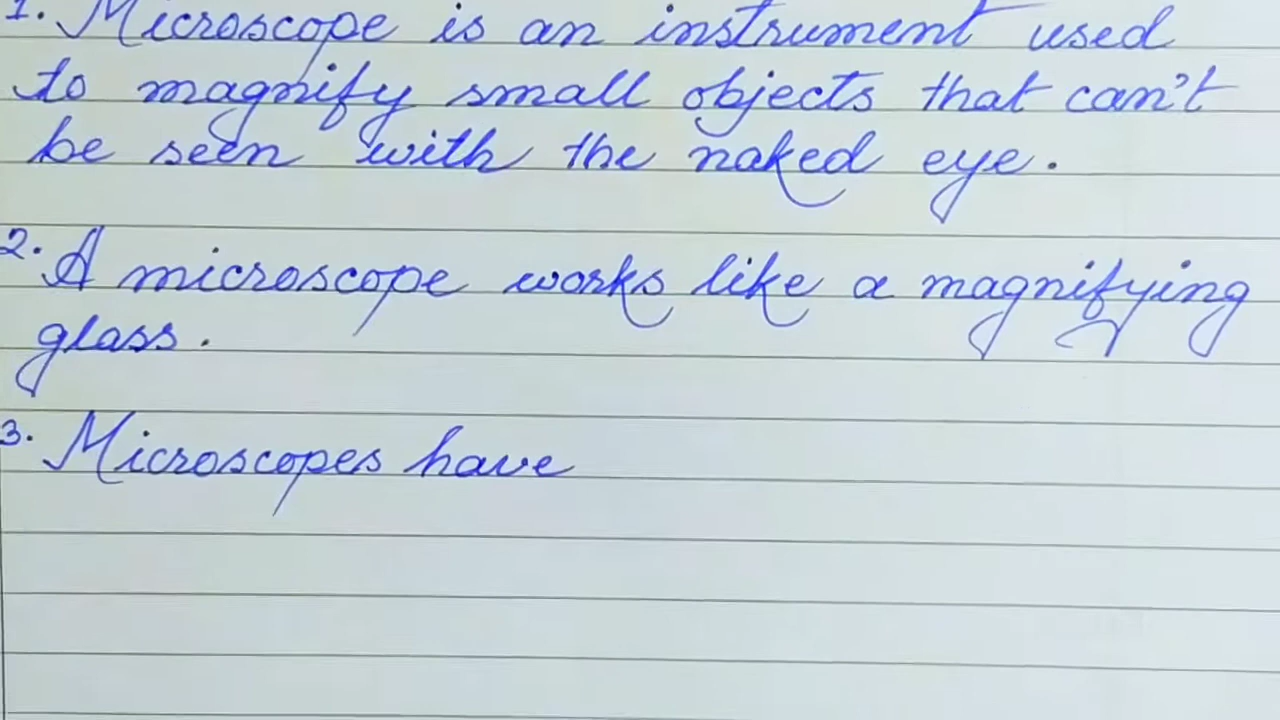 1. Microscope is an instrument used
to magnify small objects that can't
be seen with the naked eye.
2. A microscope works like a magnifying
glass.
3. Microscopes have